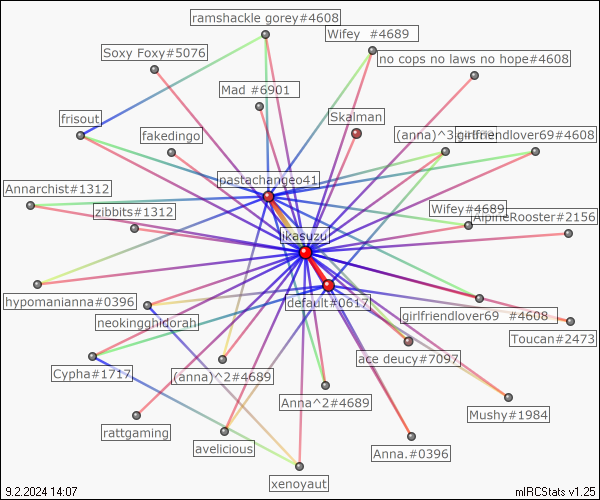 ramshackle gorey#4608
Wifey #4689
Soxy Foxy#5076
no cops no laws no hope#4608
Mad #6901
frisout
Skalman
fakedingo
(anna)^3
girlfriendlover69#4608
pastachangeo41
Annarchist#1312
zibbits#1312
Wifey#4689
AlpineRooster#2156
ikasuzu
hypomanianna#0396
default#0617
neokingghidorah
girlfriendlover69 #4608
Toucan#2473
ace deucy#7097
Cypha#1717
(anna)^2#4689
Anna^2#4689
Mushy#1984
rattgaming
avelicious
Anna.#0396
xenoyaut
9.2.2024 14:07
mIRCStats v1.25